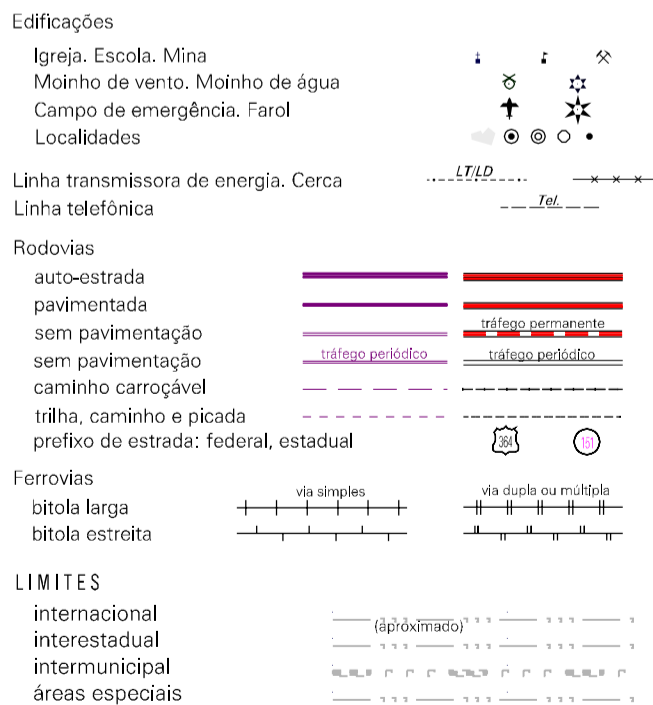 Edificações
Igreja. Escola. Mina
Moinho de vento. Moinho de água
Campo de emergência. Farol
Localidades
Linha transmissora de energia. Cerca LT/LD
Linha telefônica Tel.
Rodovias
auto-estrada
pavimentada
sem pavimentação tráfego permanente
sem pavimentação tráfego periódico tráfego periódico
caminho carroçável
trilha, caminho e picada
prefixo de estrada: federal, estadual 364 151
Ferrovias
bitola larga via simples via dupla ou múltipla
bitola estreita
LIMITES
internacional
(aproximado)
interestadual
intermunicipal
áreas especiais